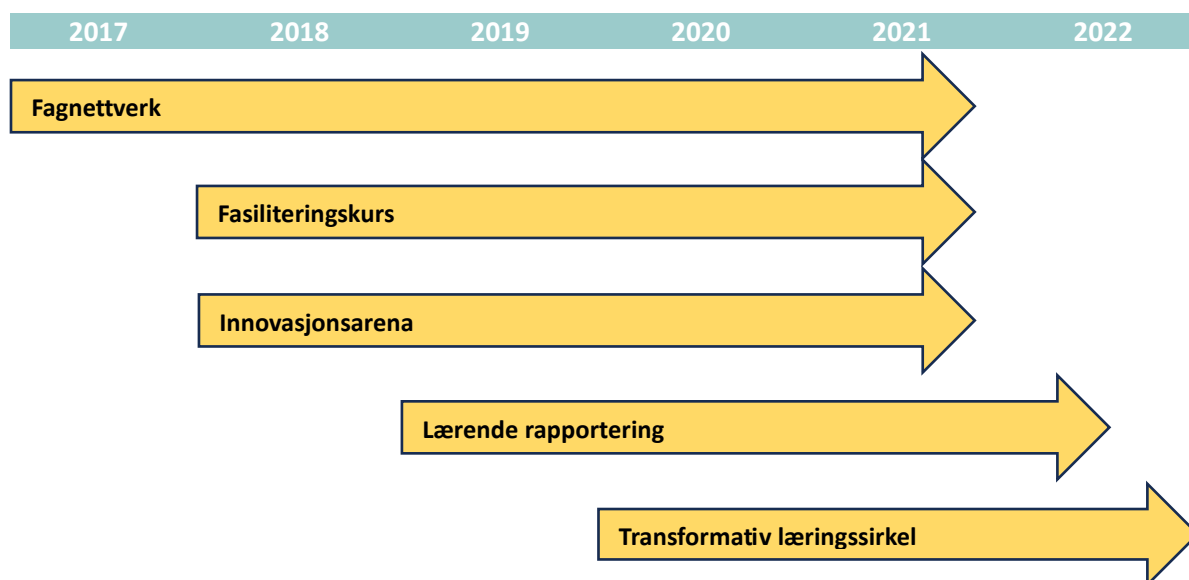 2017 2018 2019 2020 2021 2022
Fagnettverk
Fasiliteringskurs
Innovasjonsarena
Lærende rapportering
Transformativ læringssirkel